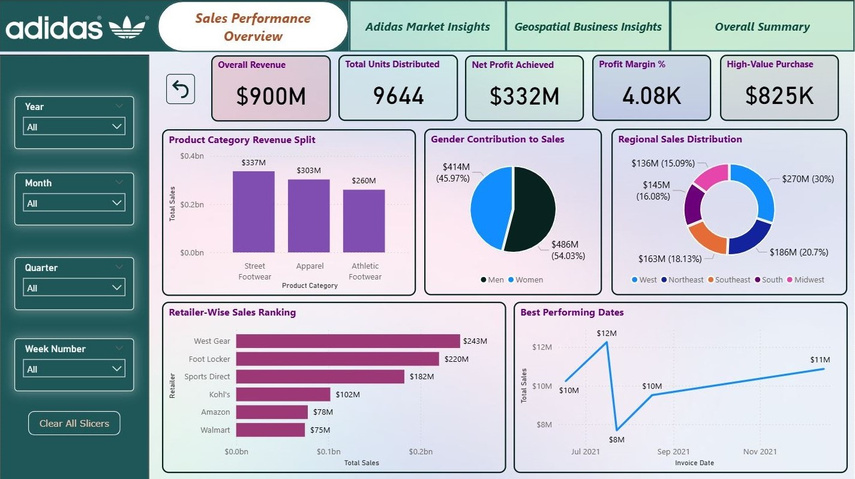 adidas
Sales Performance
Overview
Adidas Market Insights
Geospatial Business Insights
Overall Summary
Overall Revenue
$900M
Total Units Distributed
9644
Net Profit Achieved
$332M
Profit Margin %
4.08K
High-Value Purchase
$825K
Year
All
Month
All
Quarter
All
Week Number
All
Clear All Slicers
Product Category Revenue Split
Total Sales
$0.4bn
$0.2bn
$0.0bn
$337M
$303M
$260M
Street
Footwear
Apparel
Athletic
Footwear
Product Category
Gender Contribution to Sales
$414M
(45.97%)
$486M
(54.03%)
Men
Women
Regional Sales Distribution
$136M (15.09%)
$145M
(16.08%)
$163M (18.13%)
$270M (30%)
$186M (20.7%)
West
Northeast
Southeast
South
Midwest
Retailer-Wise Sales Ranking
Retailer
West Gear
$243M
Foot Locker
$220M
Sports Direct
$182M
Kohl's
$102M
Amazon
$78M
Walmart
$75M
$0.0bn
$0.1bn
$0.2bn
Total Sales
Best Performing Dates
Total Sales
$12M
$10M
$8M
$10M
$12M
$8M
$10M
$11M
Jul 2021
Sep 2021
Nov 2021
Invoice Date